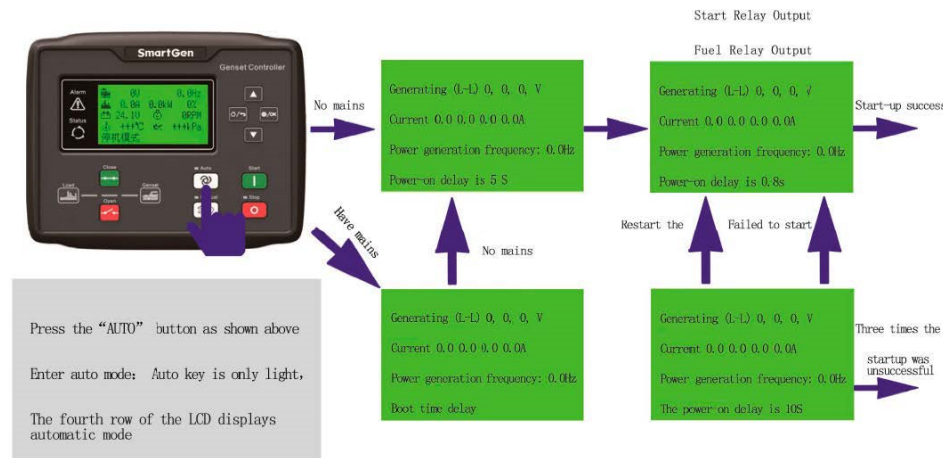 Start Relay Output
Fuel Relay Output
SmartGen
Genset Controller
Alarm
Status
0V 0.0Hz
0.0A 0.0kW 0%
24.1V 0RPM
+++°C +++kPa
停机模式
Close
Open
Load
Genset
Auto
Start
Stop
No mains
Generating (L-L) 0, 0, 0, V
Current 0.0 0.0 0.0 0.0A
Power generation frequency: 0.0Hz
Power-on delay is 5 S
Generating (L-L) 0, 0, 0, V
Current 0.0 0.0 0.0 0.0A
Power generation frequency: 0.0Hz
Power-on delay is 0.8s
Start-up success
Have mains
No mains
Restart the
Failed to start
Press the “AUTO” button as shown above
Enter auto mode: Auto key is only light,
The fourth row of the LCD displays
automatic mode
Generating (L-L) 0, 0, 0, V
Current 0.0 0.0 0.0 0.0A
Power generation frequency: 0.0Hz
Boot time delay
Generating (L-L) 0, 0, 0, V
Current 0.0 0.0 0.0 0.0A
Power generation frequency: 0.0Hz
The power-on delay is 10S
Three times the
startup was
unsuccessful